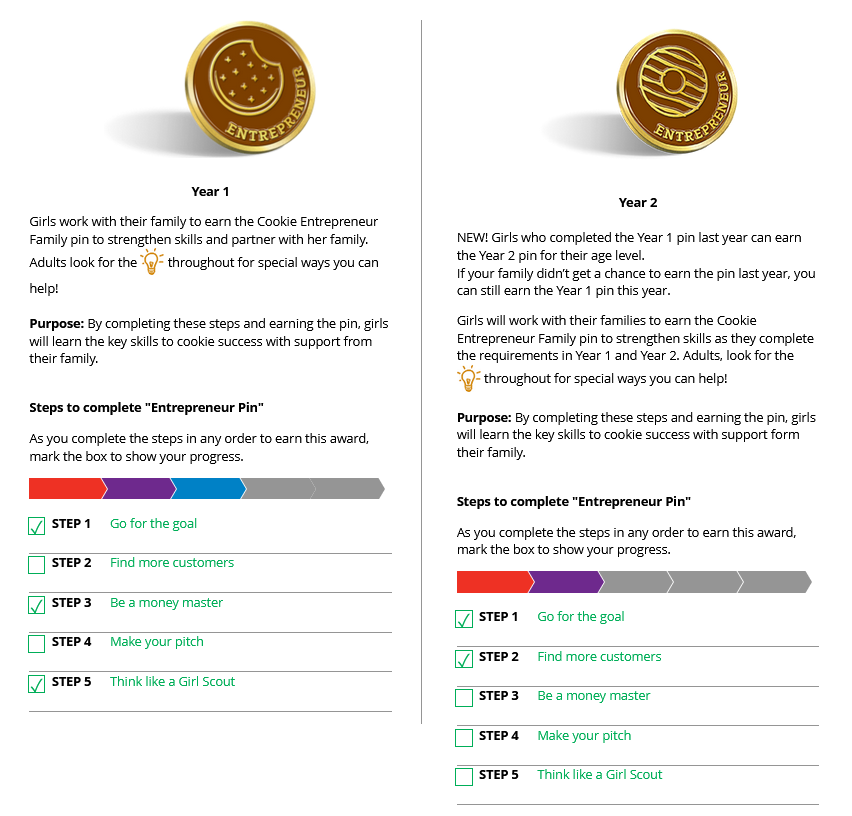 ENTREPRENEUR
Year 1
Girls work with their family to earn the Cookie Entrepreneur
Family pin to strengthen skills and partner with her family.
Adults look for the throughout for special ways you can
help!
Purpose: By completing these steps and earning the pin, girls
will learn the key skills to cookie success with support from
their family.
Steps to complete "Entrepreneur Pin"
As you complete the steps in any order to earn this award,
mark the box to show your progress.
STEP 1 Go for the goal
STEP 2 Find more customers
STEP 3 Be a money master
STEP 4 Make your pitch
STEP 5 Think like a Girl Scout
ENTREPRENEUR
Year 2
NEW! Girls who completed the Year 1 pin last year can earn
the Year 2 pin for their age level.
If your family didn't get a chance to earn the pin last year, you
can still earn the Year 1 pin this year.
Girls will work with their families to earn the Cookie
Entrepreneur Family pin to strengthen skills as they complete
the requirements in Year 1 and Year 2. Adults, look for the
throughout for special ways you can help!
Purpose: By completing these steps and earning the pin, girls
will learn the key skills to cookie success with support form
their family.
Steps to complete "Entrepreneur Pin"
As you complete the steps in any order to earn this award,
mark the box to show your progress.
STEP 1 Go for the goal
STEP 2 Find more customers
STEP 3 Be a money master
STEP 4 Make your pitch
STEP 5 Think like a Girl Scout